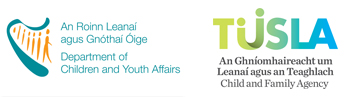 An Roinn Leanaí
agus Gnóthaí Óige
Department of
Children and Youth Affairs
TÚSLA
An Ghníomhaireacht um
Leanaí agus an Teaghlach
Child and Family Agency